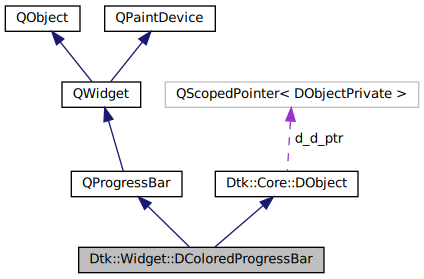 QObject
QPaintDevice
QWidget
QScopedPointer< DObjectPrivate >
d_d_ptr
QProgressBar
Dtk::Core::DObject
Dtk::Widget::DColoredProgressBar